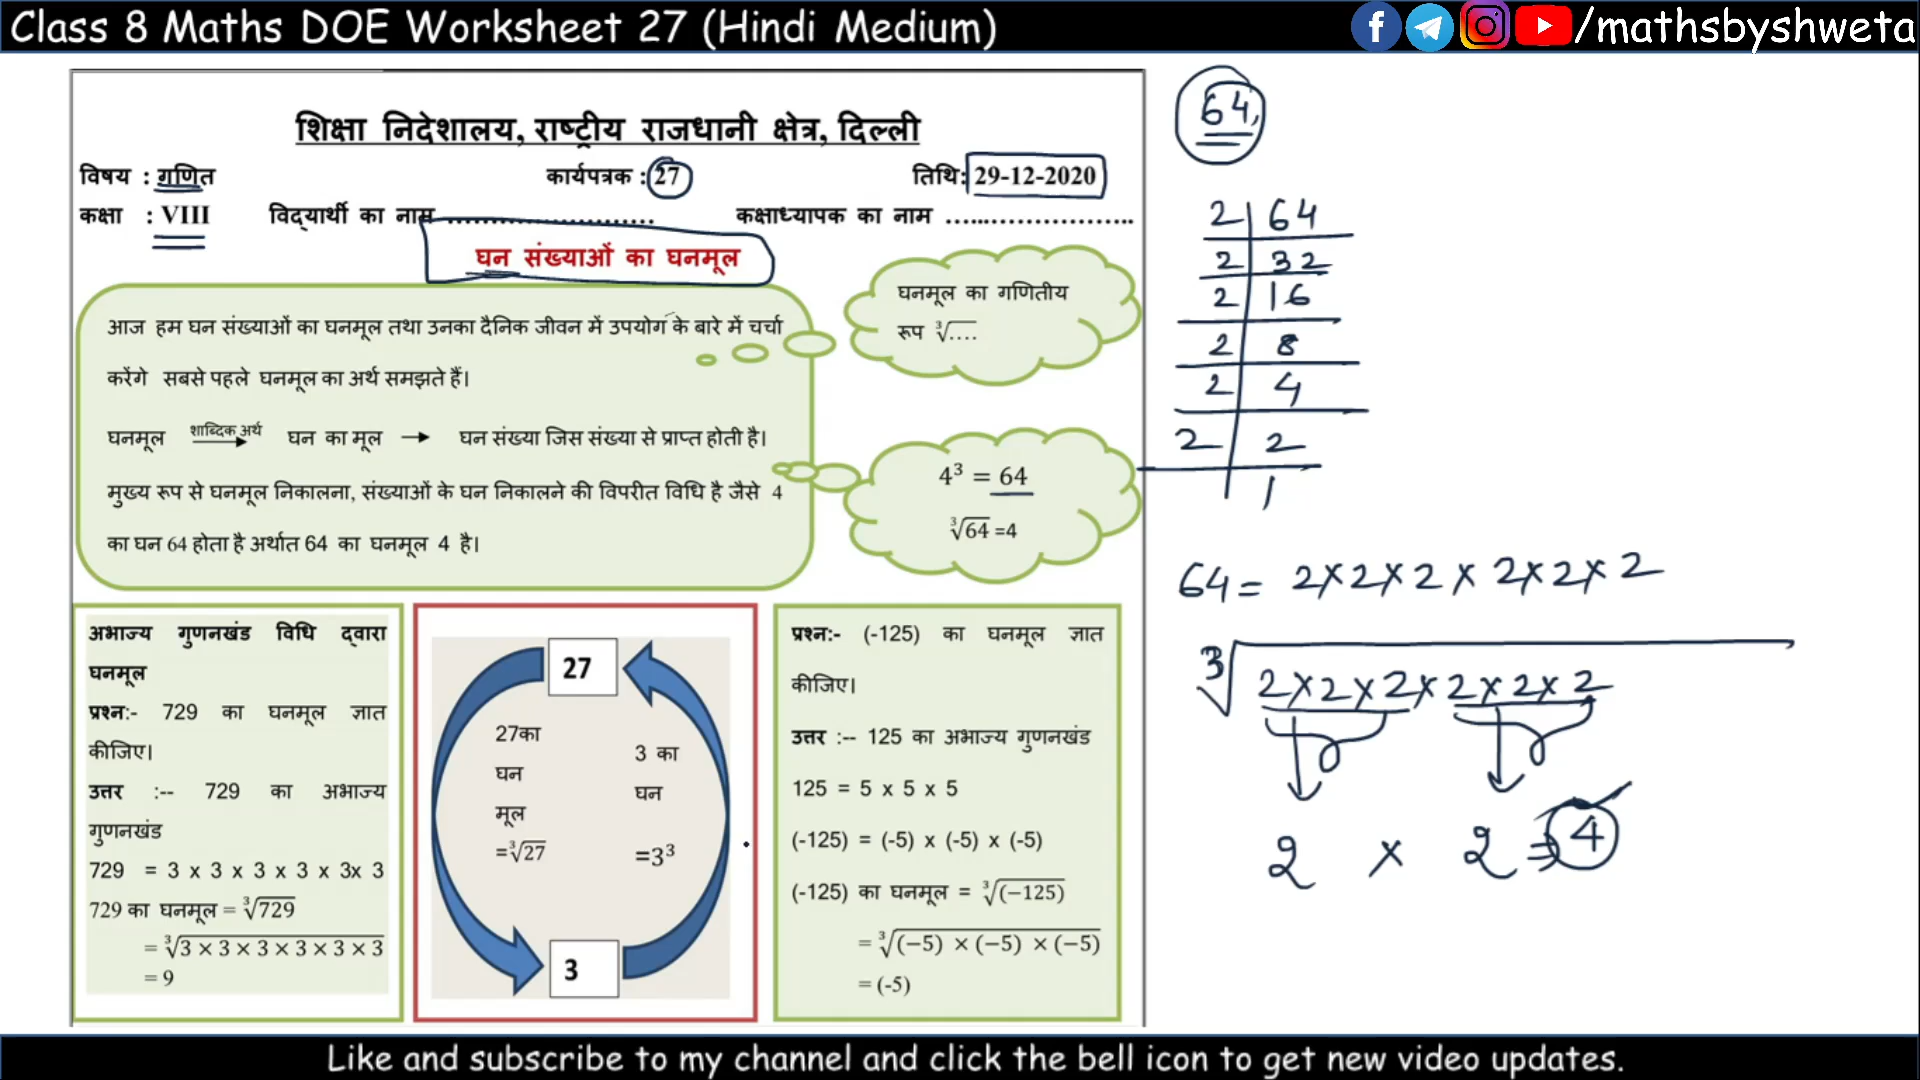 Class 8 Maths DOE Worksheet 27 (Hindi Medium)
/mathsbyshweta
शिक्षा निदेशालय, राष्ट्रीय राजधानी क्षेत्र, दिल्ली
विषय : गणित कार्यपत्रक : 27 तिथि: 29-12-2020
कक्षा : VIII विद्यार्थी का नाम ........................ कक्षाध्यापक का नाम ......................
घन संख्याओं का घनमूल
आज हम घन संख्याओं का घनमूल तथा उनका दैनिक जीवन में उपयोग के बारे में चर्चा
करेंगे सबसे पहले घनमूल का अर्थ समझते हैं।
घनमूल शाब्दिक अर्थ → घन का मूल → घन संख्या जिस संख्या से प्राप्त होती है।
मुख्य रूप से घनमूल निकालना, संख्याओं के घन निकालने की विपरीत विधि है जैसे 4
का घन 64 होता है अर्थात 64 का घनमूल 4 है।
घनमूल का गणितीय
रूप ∛....
4³ = 64
∛64 =4
अभाज्य गुणनखंड विधि द्वारा
घनमूल
प्रश्न:- 729 का घनमूल ज्ञात
कीजिए।
उत्तर :-- 729 का अभाज्य
गुणनखंड
729 = 3 x 3 x 3 x 3 x 3x 3
729 का घनमूल = ∛729
= ∛3 × 3 × 3 × 3 × 3 × 3
= 9
27
27का
घन
मूल
=∛27
3 का
घन
=3³
3
प्रश्न:- (-125) का घनमूल ज्ञात
कीजिए।
उत्तर :-- 125 का अभाज्य गुणनखंड
125 = 5 x 5 x 5
(-125) = (-5) x (-5) x (-5)
(-125) का घनमूल = ∛(−125)
= ∛(−5) × (−5) × (−5)
= (-5)
64,
2 64
2 32
2 16
2 8
2 4
2 2
1
64 = 2×2×2 × 2×2×2
∛2×2×2×2×2×2
2 × 2 = 4
Like and subscribe to my channel and click the bell icon to get new video updates.